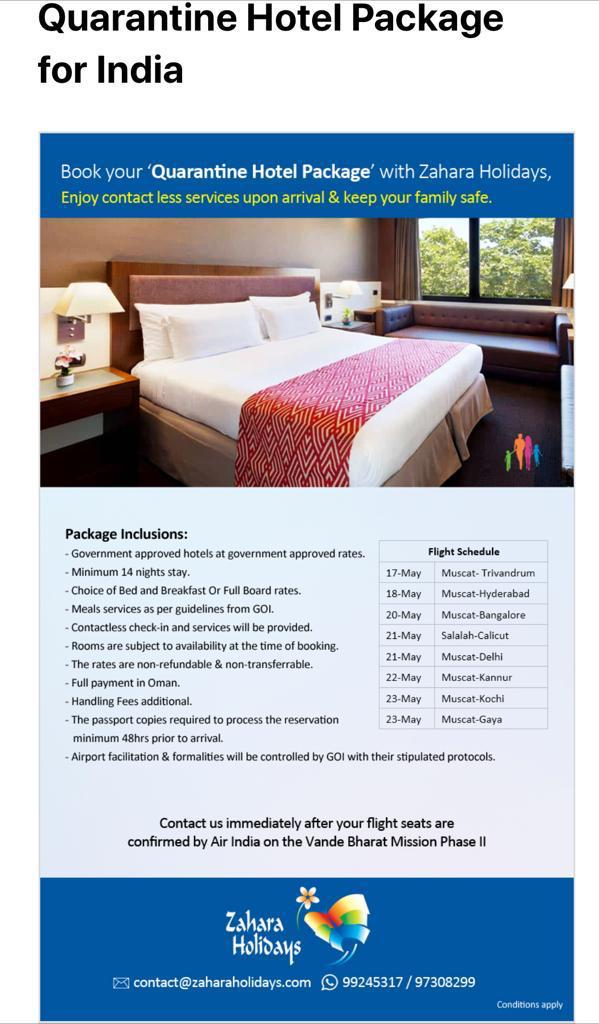 Quarantine Hotel Package
for India
Book your ‘Quarantine Hotel Package’ with Zahara Holidays,
Enjoy contact less services upon arrival & keep your family safe.
Package Inclusions:
- Government approved hotels at government approved rates.
- Minimum 14 nights stay.
- Choice of Bed and Breakfast Or Full Board rates.
- Meals services as per guidelines from GOI.
- Contactless check-in and services will be provided.
- Rooms are subject to availability at the time of booking.
- The rates are non-refundable & non-transferrable.
- Full payment in Oman.
- Handling Fees additional.
- The passport copies required to process the reservation
minimum 48hrs prior to arrival.
- Airport facilitation & formalities will be controlled by GOI with their stipulated protocols.
Flight Schedule
17-May Muscat- Trivandrum
18-May Muscat-Hyderabad
20-May Muscat-Bangalore
21-May Salalah-Calicut
21-May Muscat-Delhi
22-May Muscat-Kannur
23-May Muscat-Kochi
23-May Muscat-Gaya
Contact us immediately after your flight seats are
confirmed by Air India on the Vande Bharat Mission Phase II
Zahara
Holidays
contact@zaharaholidays.com 99245317 / 97308299
Conditions apply